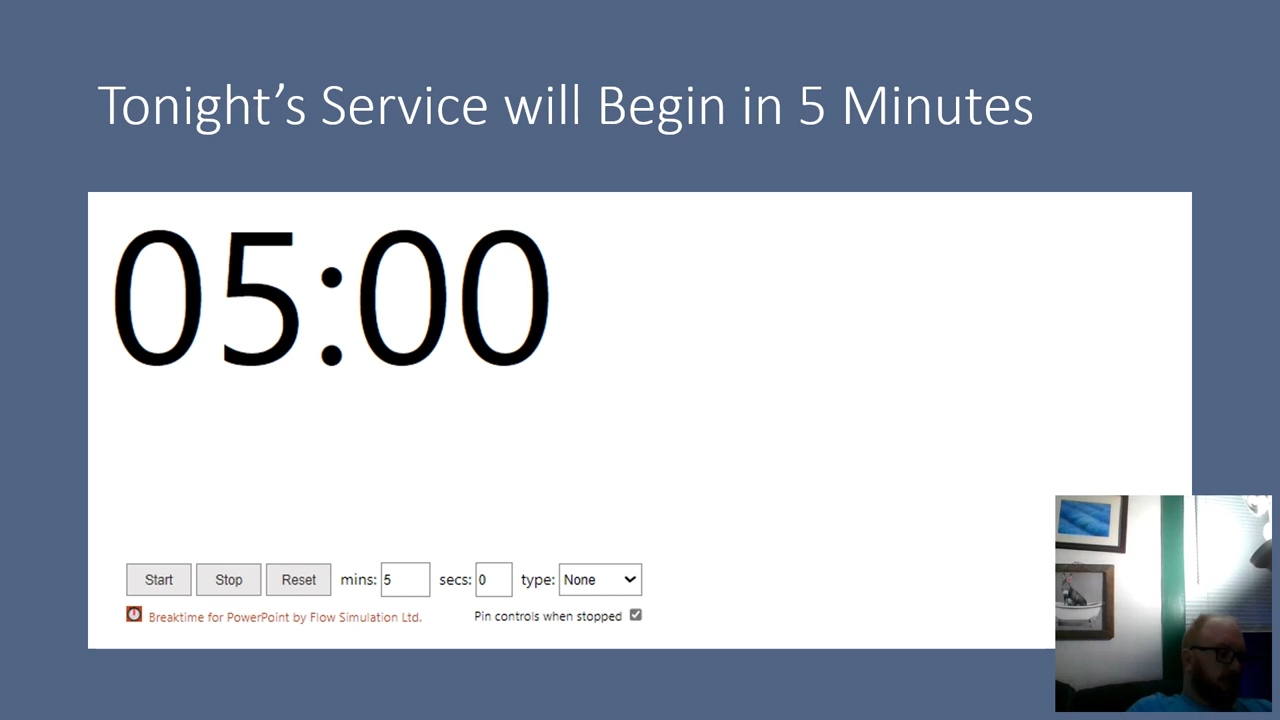 Tonight’s Service will Begin in 5 Minutes
05:00
Start Stop Reset mins: 5 secs: 0 type: None
Breaktime for PowerPoint by Flow Simulation Ltd. Pin controls when stopped